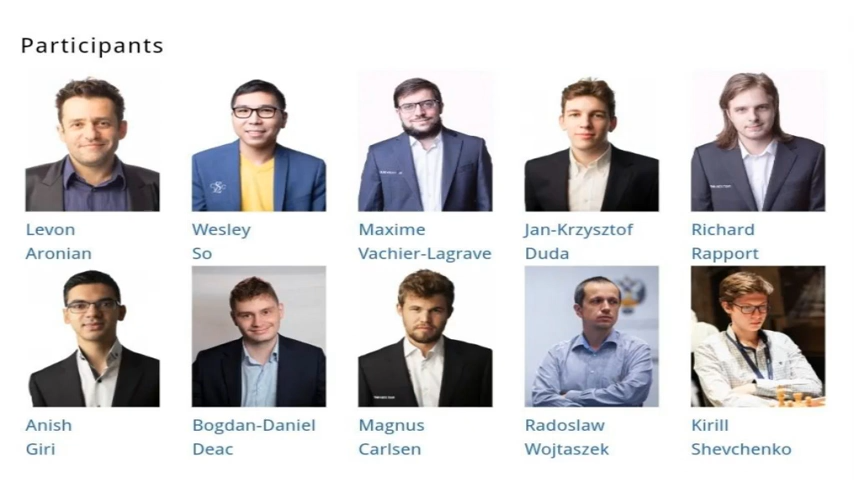 Participants
Levon
Aronian
Wesley
So
Maxime
Vachier-Lagrave
Jan-Krzysztof
Duda
Richard
Rapport
Anish
Giri
Bogdan-Daniel
Deac
Magnus
Carlsen
Radoslaw
Wojtaszek
Kirill
Shevchenko